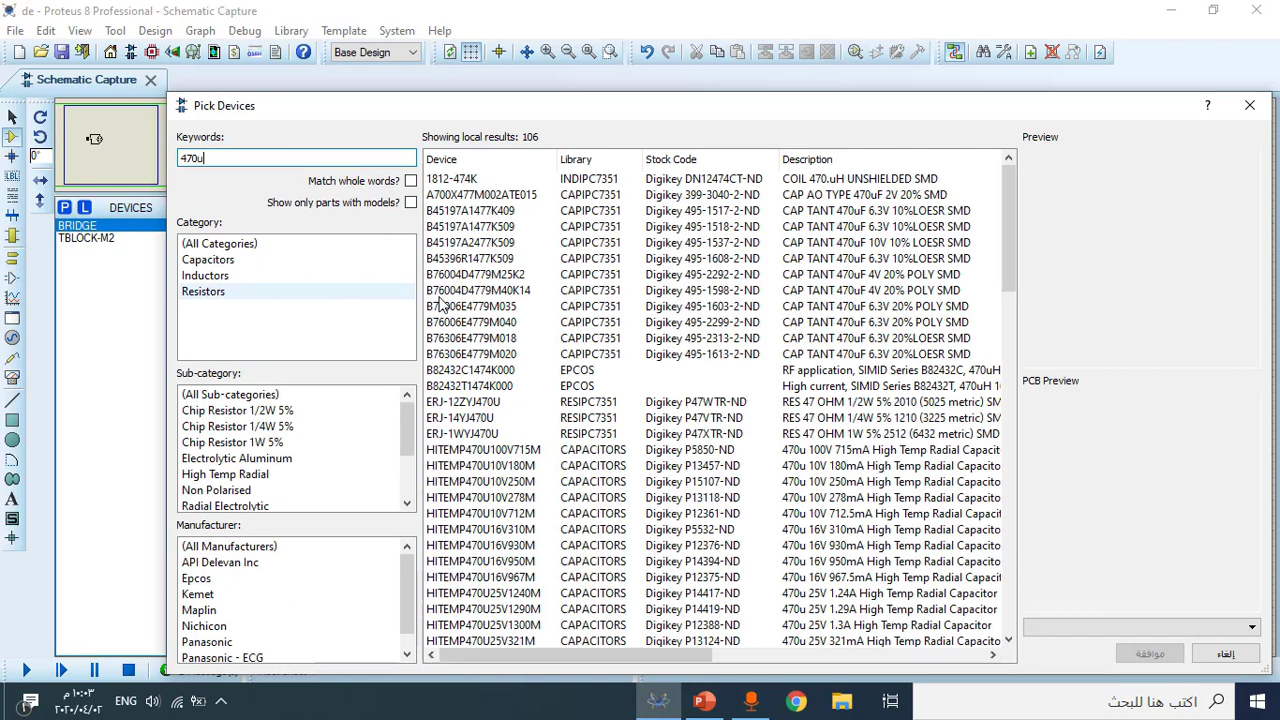 de - Proteus 8 Professional - Schematic Capture
File Edit View Tool Design Graph Debug Library Template System Help
Base Design
Schematic Capture
Pick Devices
Keywords:
470u
Match whole words?
Show only parts with models?
Category:
(All Categories)
Capacitors
Inductors
Resistors
Sub-category:
(All Sub-categories)
Chip Resistor 1/2W 5%
Chip Resistor 1/4W 5%
Chip Resistor 1W 5%
Electrolytic Aluminum
High Temp Radial
Non Polarised
Radial Electrolytic
Manufacturer:
(All Manufacturers)
API Delevan Inc
Epcos
Kemet
Maplin
Nichicon
Panasonic
Panasonic - ECG
0°
P L DEVICES
BRIDGE
TBLOCK-M2
Showing local results: 106
Device Library Stock Code Description
1812-474K INDIPC7351 Digikey DN12474CT-ND COIL 470.uH UNSHIELDED SMD
A700X477M002ATE015 CAPIPC7351 Digikey 399-3040-2-ND CAP AO TYPE 470uF 2V 20% SMD
B45197A1477K409 CAPIPC7351 Digikey 495-1517-2-ND CAP TANT 470uF 6.3V 10%LOESR SMD
B45197A1477K509 CAPIPC7351 Digikey 495-1518-2-ND CAP TANT 470uF 6.3V 10%LOESR SMD
B45197A2477K509 CAPIPC7351 Digikey 495-1537-2-ND CAP TANT 470uF 10V 10% LOESR SMD
B45396R1477K509 CAPIPC7351 Digikey 495-1608-2-ND CAP TANT 470uF 6.3V 10%LOESR SMD
B76004D4779M25K2 CAPIPC7351 Digikey 495-2292-2-ND CAP TANT 470uF 4V 20% POLY SMD
B76004D4779M40K14 CAPIPC7351 Digikey 495-1598-2-ND CAP TANT 470uF 4V 20% POLY SMD
B76006E4779M035 CAPIPC7351 Digikey 495-1603-2-ND CAP TANT 470uF 6.3V 20% POLY SMD
B76006E4779M040 CAPIPC7351 Digikey 495-2299-2-ND CAP TANT 470uF 6.3V 20% POLY SMD
B76306E4779M018 CAPIPC7351 Digikey 495-2313-2-ND CAP TANT 470uF 6.3V 20%LOESR SMD
B76306E4779M020 CAPIPC7351 Digikey 495-1613-2-ND CAP TANT 470uF 6.3V 20%LOESR SMD
B82432C1474K000 EPCOS RF application, SIMID Series B82432C, 470uH
B82432T1474K000 EPCOS High current, SIMID Series B82432T, 470uH 1
ERJ-12ZYJ470U RESIPC7351 Digikey P47WTR-ND RES 47 OHM 1/2W 5% 2010 (5025 metric) SM
ERJ-14YJ470U RESIPC7351 Digikey P47VTR-ND RES 47 OHM 1/4W 5% 1210 (3225 metric) SM
ERJ-1WYJ470U RESIPC7351 Digikey P47XTR-ND RES 47 OHM 1W 5% 2512 (6432 metric) SMD
HITEMP470U100V715M CAPACITORS Digikey P5850-ND 470u 100V 715mA High Temp Radial Capacito
HITEMP470U10V180M CAPACITORS Digikey P13457-ND 470u 10V 180mA High Temp Radial Capacitor
HITEMP470U10V250M CAPACITORS Digikey P15107-ND 470u 10V 250mA High Temp Radial Capacitor
HITEMP470U10V278M CAPACITORS Digikey P13118-ND 470u 10V 278mA High Temp Radial Capacitor
HITEMP470U10V712M CAPACITORS Digikey P12361-ND 470u 10V 712.5mA High Temp Radial Capacit
HITEMP470U16V310M CAPACITORS Digikey P5532-ND 470u 16V 310mA High Temp Radial Capacitor
HITEMP470U16V930M CAPACITORS Digikey P12376-ND 470u 16V 930mA High Temp Radial Capacitor
HITEMP470U16V950M CAPACITORS Digikey P14394-ND 470u 16V 950mA High Temp Radial Capacitor
HITEMP470U16V967M CAPACITORS Digikey P12375-ND 470u 16V 967.5mA High Temp Radial Capacit
HITEMP470U25V1240M CAPACITORS Digikey P14417-ND 470u 25V 1.24A High Temp Radial Capacitor
HITEMP470U25V1290M CAPACITORS Digikey P14419-ND 470u 25V 1.29A High Temp Radial Capacitor
HITEMP470U25V1300M CAPACITORS Digikey P12388-ND 470u 25V 1.3A High Temp Radial Capacitor
HITEMP470U25V321M CAPACITORS Digikey P13124-ND 470u 25V 321mA High Temp Radial Capacitor
Preview
PCB Preview
موافقة
إلغاء
١٠:٠٣ م
٢٠٢٠/٠٤/٠٢
ENG
اكتب هنا للبحث